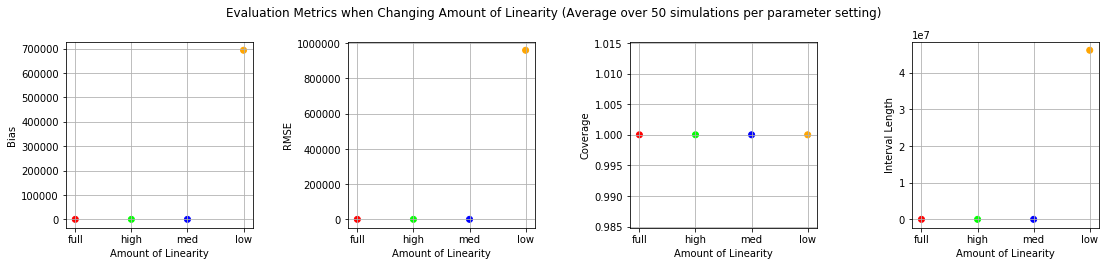 Evaluation Metrics when Changing Amount of Linearity (Average over 50 simulations per parameter setting)
700000
600000
500000
400000
300000
200000
100000
0
Bias
full high med low
Amount of Linearity
1000000
800000
600000
400000
200000
0
RMSE
full high med low
Amount of Linearity
1.015
1.010
1.005
1.000
0.995
0.990
0.985
Coverage
full high med low
Amount of Linearity
1e7
4
3
2
1
0
Interval Length
full high med low
Amount of Linearity